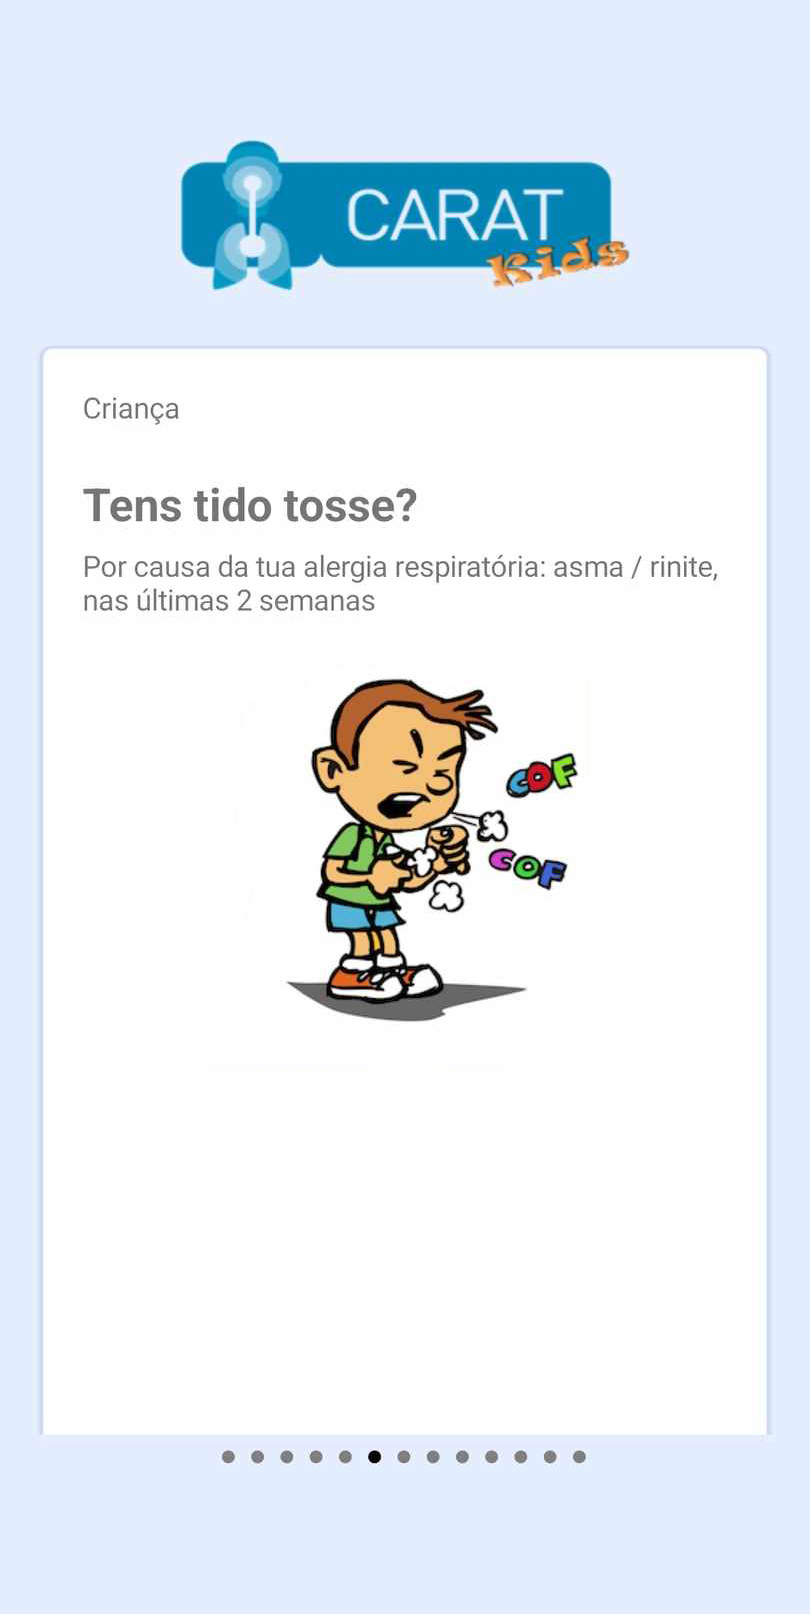 CARAT
Kids
Criança
Tens tido tosse?
Por causa da tua alergia respiratória: asma / rinite,
nas últimas 2 semanas
COF
COF